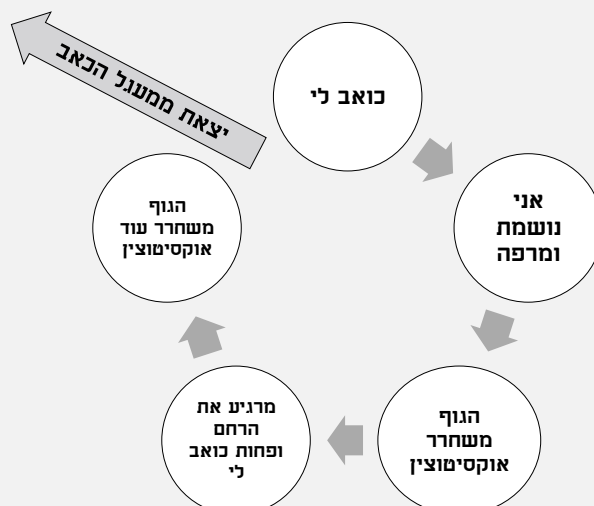 כואב לי
אני
נושמת
ומרפה
הגוף
משחרר
אוקסיטוצין
מרגיע את
הרחם
ופחות כואב
לי
הגוף
משחרר עוד
אוקסיטוצין
יצאת ממעגל הכאב